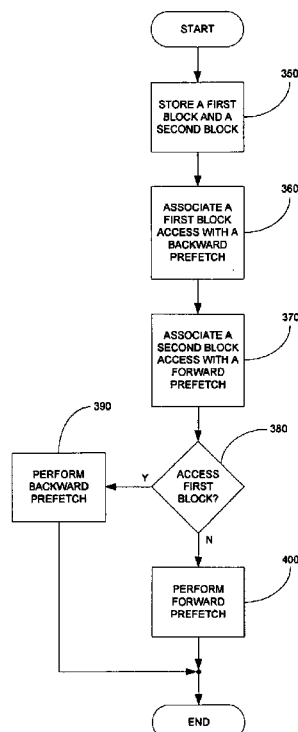 START
350
STORE A FIRST
BLOCK AND A
SECOND BLOCK
360
ASSOCIATE A
FIRST BLOCK
ACCESS WITH A
BACKWARD
PREFETCH
370
ASSOCIATE A
SECOND BLOCK
ACCESS WITH A
FORWARD
PREFETCH
380
ACCESS
FIRST
BLOCK?
Y
N
390
PERFORM
BACKWARD
PREFETCH
400
PERFORM
FORWARD
PREFETCH
END